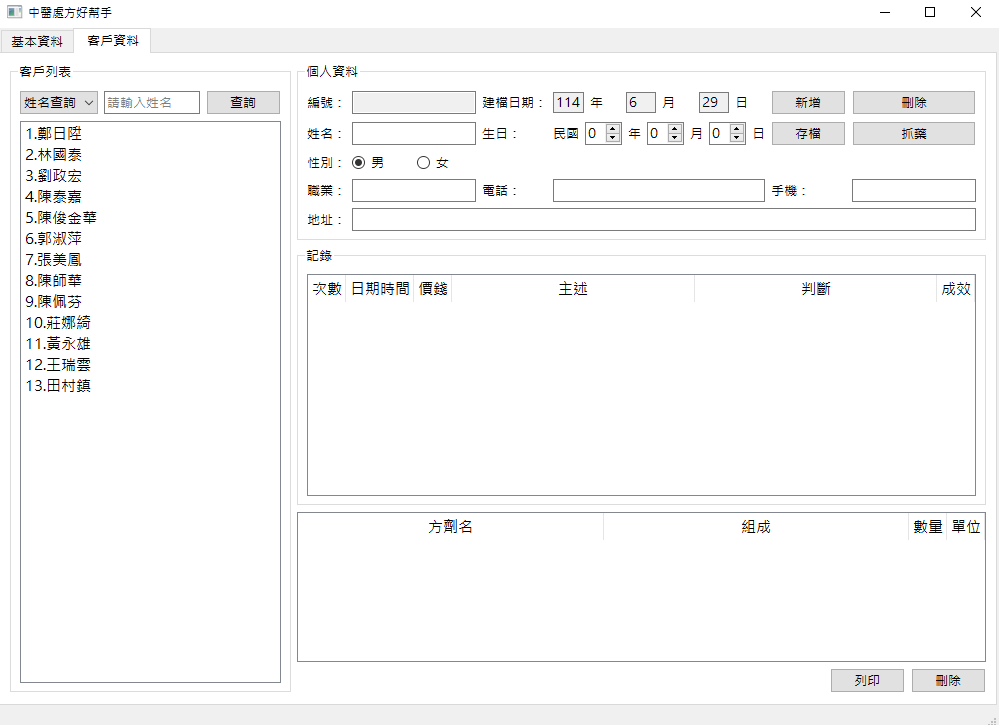 中醫處方好幫手
基本資料 客戶資料
客戶列表
姓名查詢 請輸入姓名 查詢
1.鄭日陞
2.林國泰
3.劉政宏
4.陳泰嘉
5.陳俊金華
6.郭淑萍
7.張美鳳
8.陳師華
9.陳佩芬
10.莊娜綺
11.黃永雄
12.王瑞雲
13.田村鎮
個人資料
編號： 建檔日期： 114 年 6 月 29 日 新增 刪除
姓名： 生日： 民國 0 年 0 月 0 日 存檔 抓藥
性別： 男 女
職業： 電話： 手機：
地址：
記錄
次數 日期時間 價錢 主述 判斷 成效
方劑名 組成 數量 單位
列印 刪除